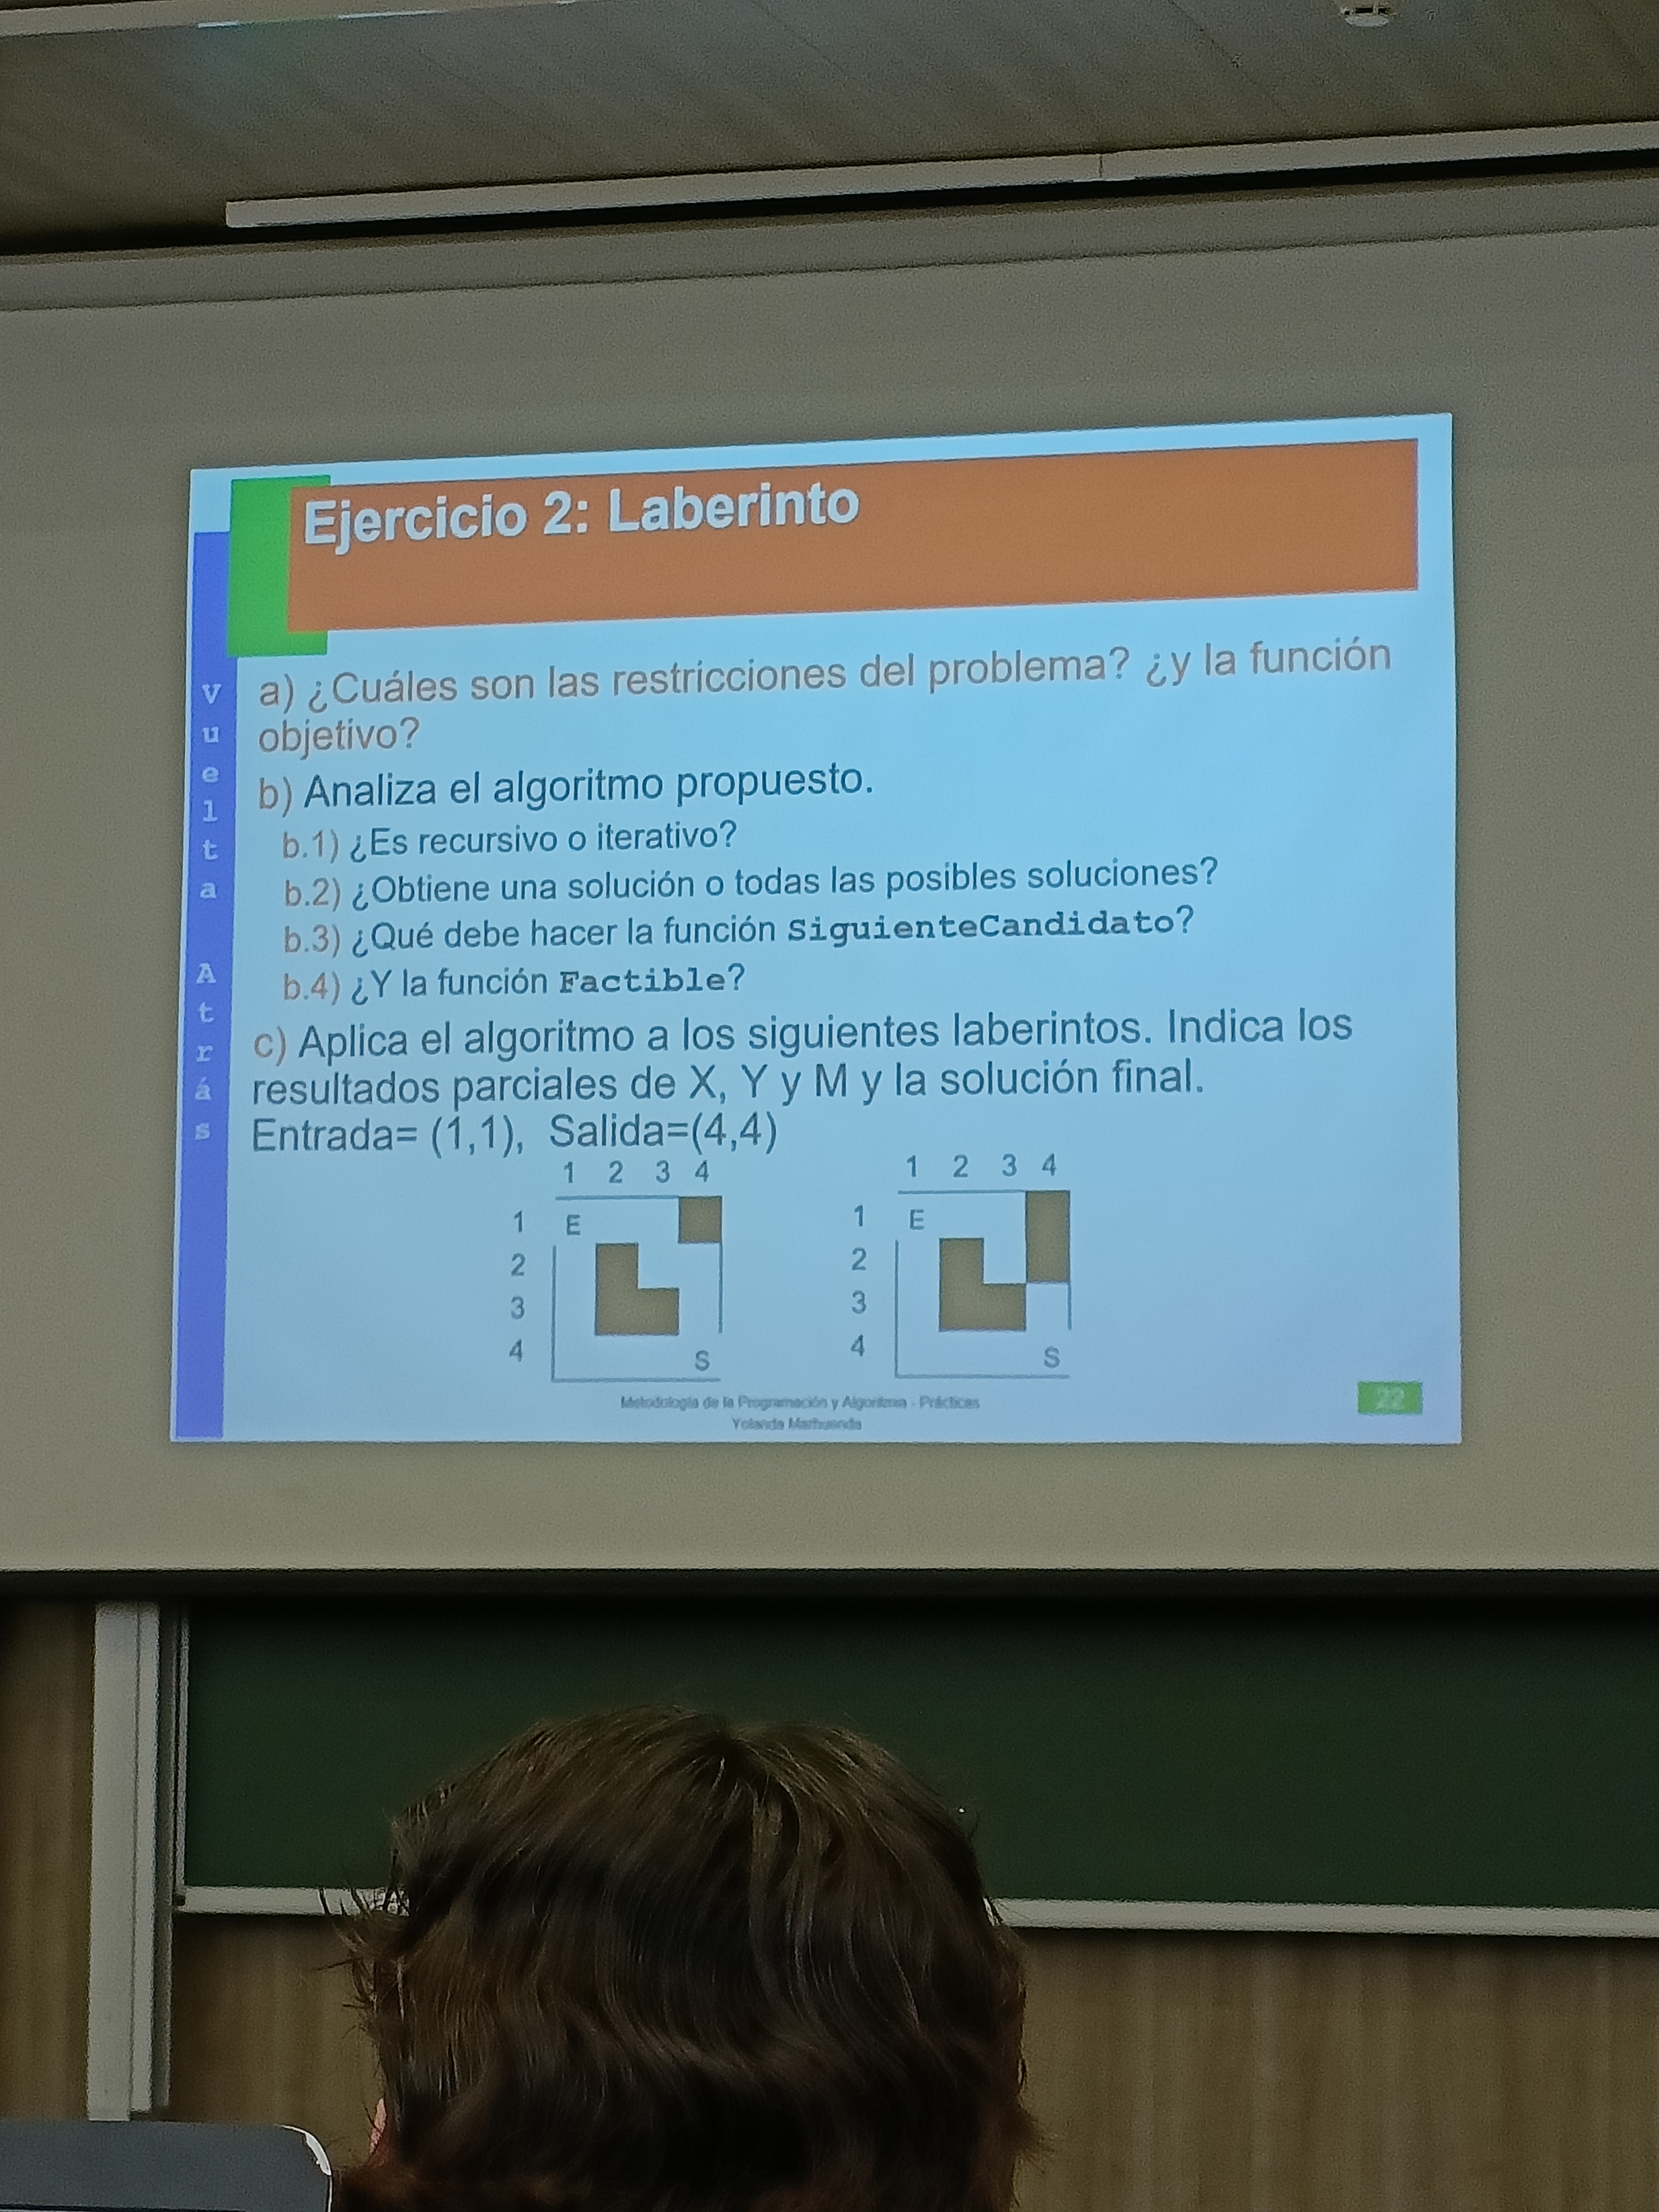 Ejercicio 2: Laberinto
Vuelta Atrás
a) ¿Cuáles son las restricciones del problema? ¿y la función
objetivo?
b) Analiza el algoritmo propuesto.
b.1) ¿Es recursivo o iterativo?
b.2) ¿Obtiene una solución o todas las posibles soluciones?
b.3) ¿Qué debe hacer la función SiguienteCandidato?
b.4) ¿Y la función Factible?
c) Aplica el algoritmo a los siguientes laberintos. Indica los
resultados parciales de X, Y y M y la solución final.
Entrada= (1,1), Salida=(4,4)
1 2 3 4
1 E
2
3
4 S
1 2 3 4
1 E
2
3
4 S
Metodología de la Programación y Algoritmia - Prácticas
Yolanda Marhuenda
22